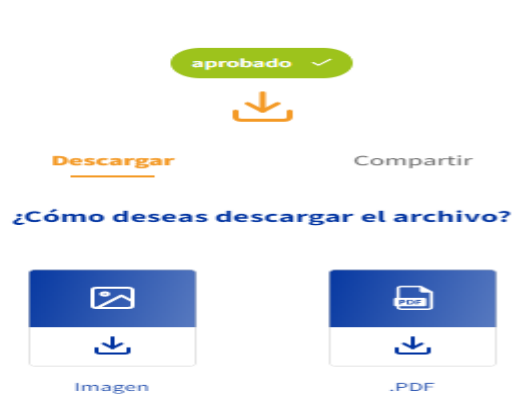 aprobado
Descargar
Compartir
¿Cómo deseas descargar el archivo?
PDF
Imagen
.PDF